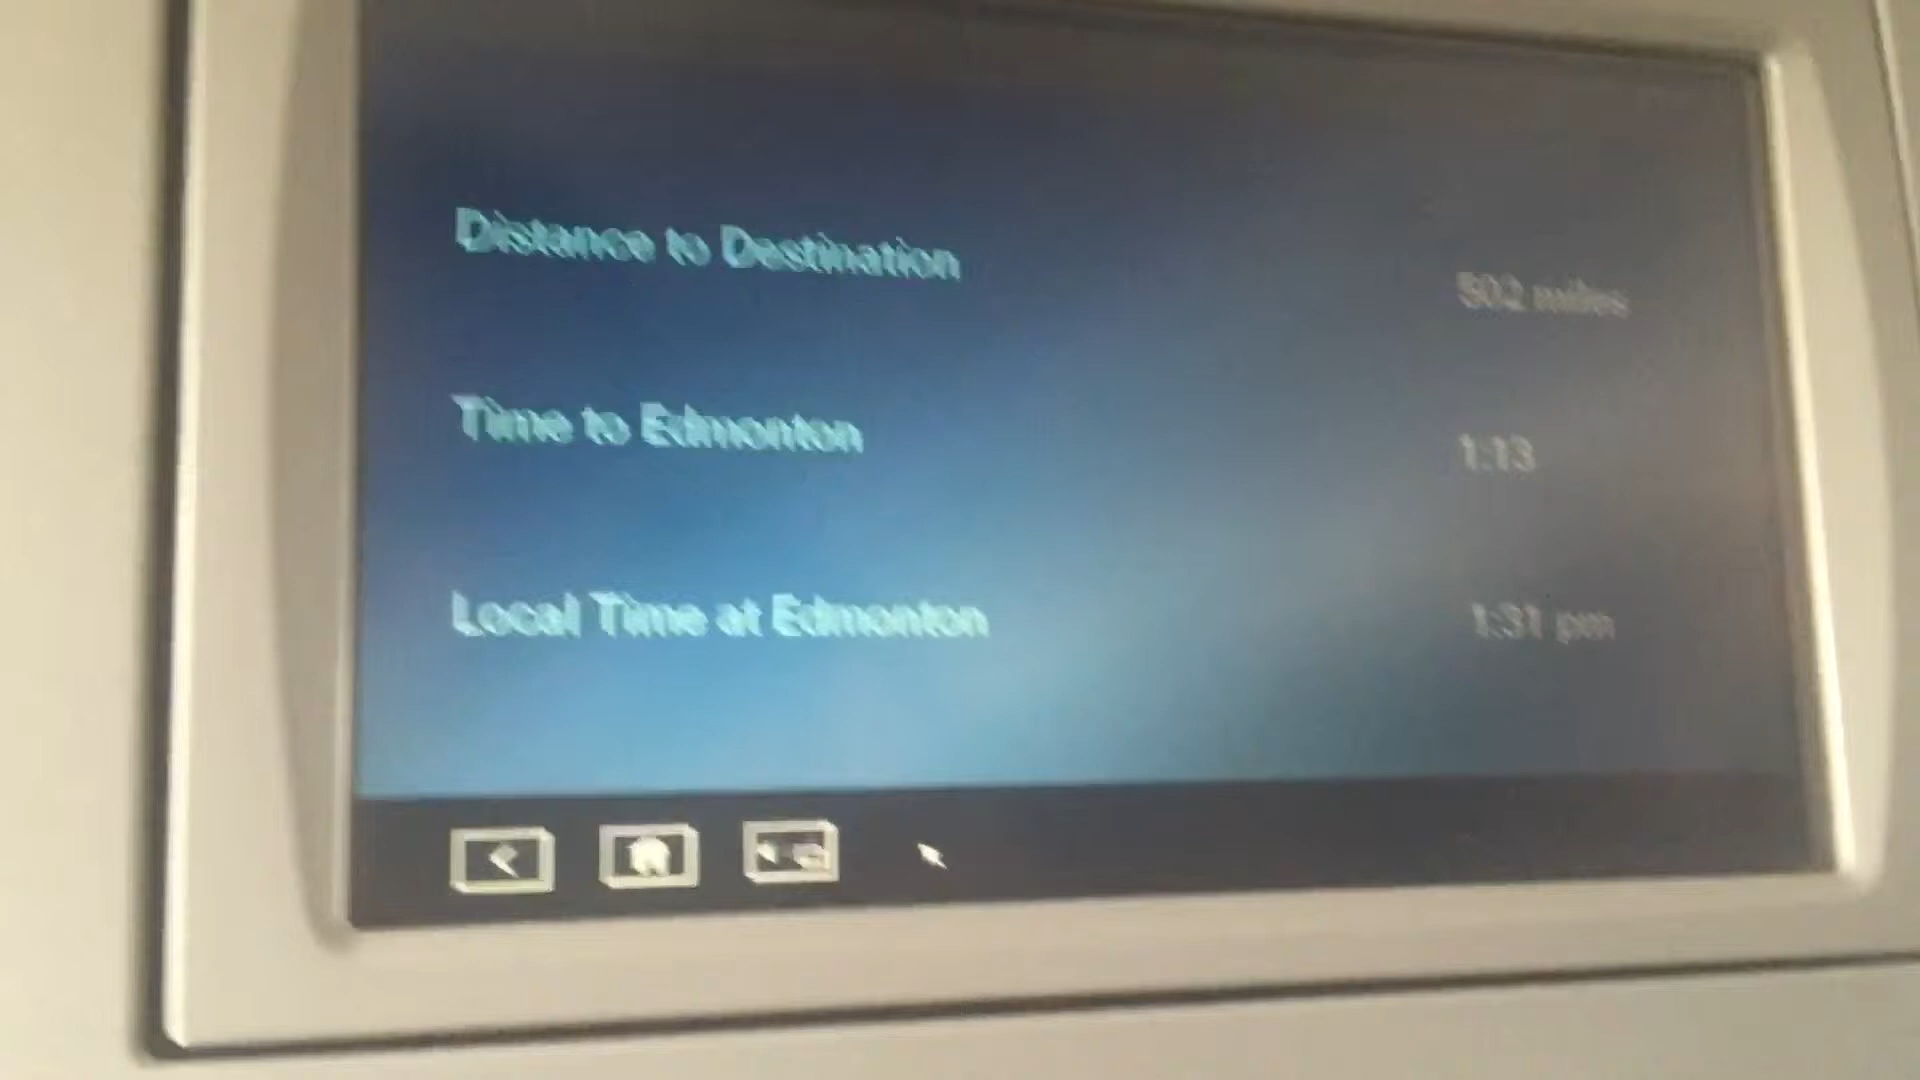 Distance to Destination
502 miles
Time to Edmonton
1:13
Local Time at Edmonton
1:31 pm